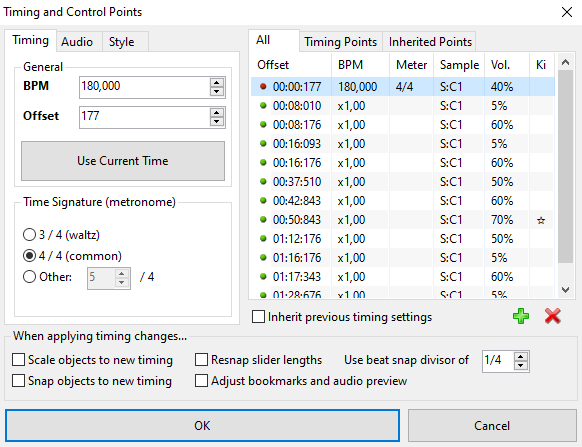 Timing and Control Points
Timing Audio Style
General
BPM 180,000
Offset 177
Use Current Time
Time Signature (metronome)
3 / 4 (waltz)
4 / 4 (common)
Other: 5 / 4
All Timing Points Inherited Points
Offset BPM Meter Sample Vol. Ki
00:00:177 180,000 4/4 S:C1 40%
00:08:010 x1,00 S:C1 5%
00:08:176 x1,00 S:C1 60%
00:16:093 x1,00 S:C1 5%
00:16:176 x1,00 S:C1 60%
00:37:510 x1,00 S:C1 50%
00:42:843 x1,00 S:C1 60%
00:50:843 x1,00 S:C1 70% ☆
01:12:176 x1,00 S:C1 50%
01:16:176 x1,00 S:C1 5%
01:17:343 x1,00 S:C1 60%
01:28:676 x1,00 S:C1 5%
Inherit previous timing settings
When applying timing changes...
Scale objects to new timing Resnap slider lengths Use beat snap divisor of 1/4
Snap objects to new timing Adjust bookmarks and audio preview
OK Cancel